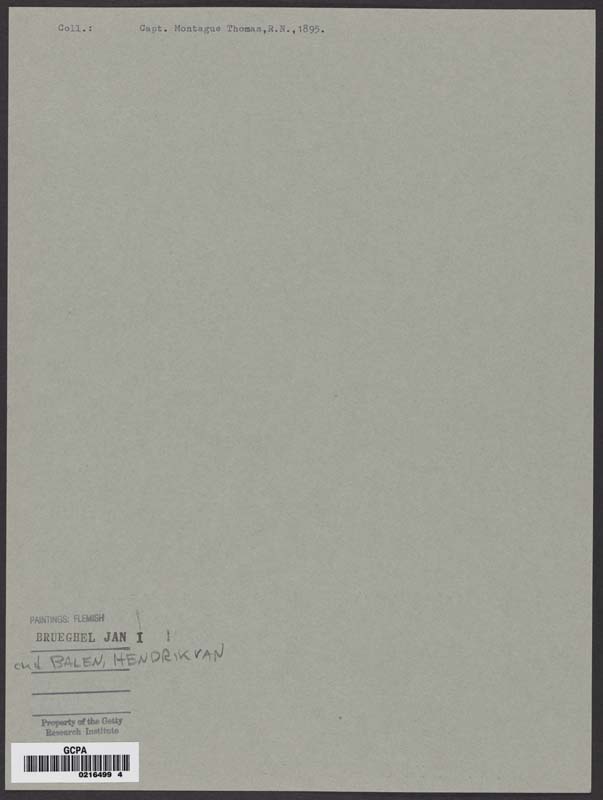 Coll.: Capt. Montague Thomas,R.N.,1895.
PAINTINGS: FLEMISH
BRUEGHEL JAN I
and BALEN, HENDRIK VAN
Property of the Getty
Research Institute
GCPA
0216499 4